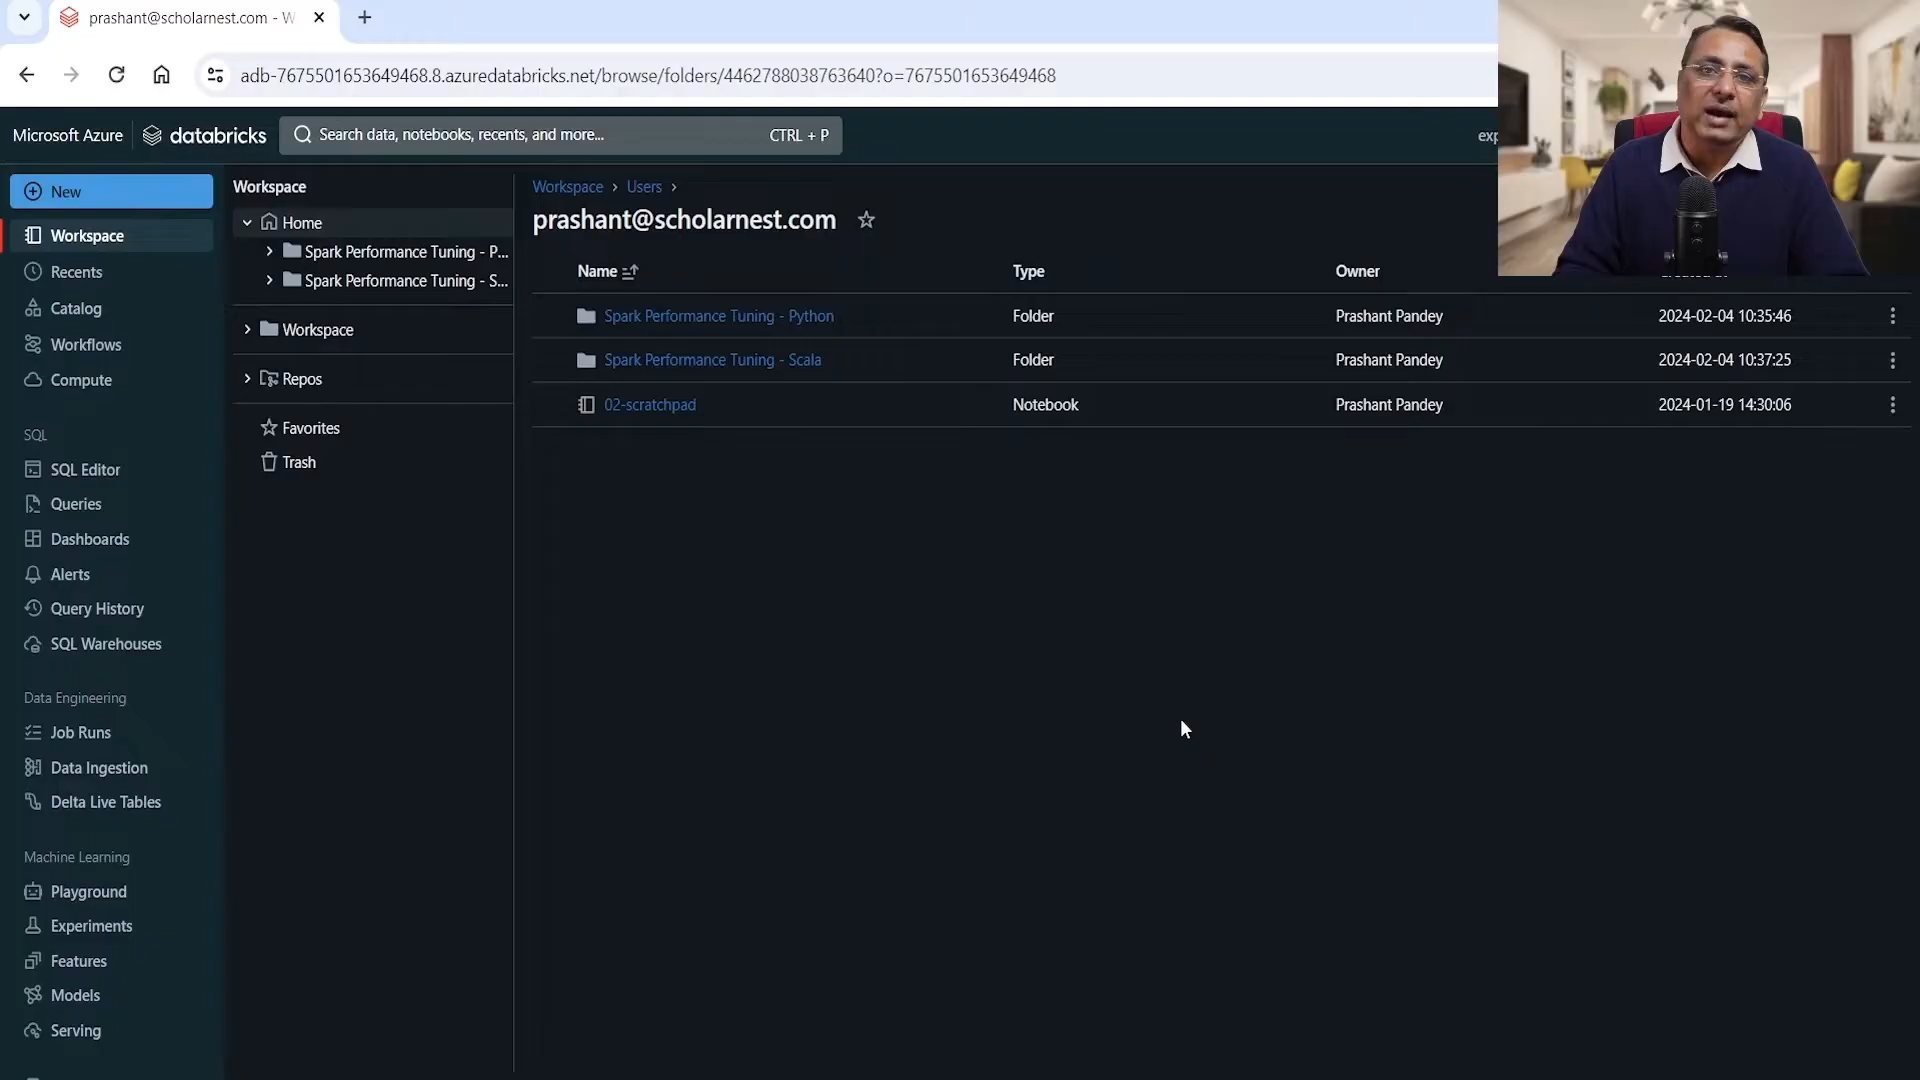 prashant@scholarnest.com - W
adb-7675501653649468.8.azuredatabricks.net/browse/folders/4462788038763640?o=7675501653649468
Microsoft Azure
databricks
Search data, notebooks, recents, and more...
CTRL + P
exp
New
Workspace
Recents
Catalog
Workflows
Compute
SQL
SQL Editor
Queries
Dashboards
Alerts
Query History
SQL Warehouses
Data Engineering
Job Runs
Data Ingestion
Delta Live Tables
Machine Learning
Playground
Experiments
Features
Models
Serving
Workspace
Home
Spark Performance Tuning - P...
Spark Performance Tuning - S...
Workspace
Repos
Favorites
Trash
Workspace > Users >
prashant@scholarnest.com
Name Type Owner
Spark Performance Tuning - Python Folder Prashant Pandey 2024-02-04 10:35:46
Spark Performance Tuning - Scala Folder Prashant Pandey 2024-02-04 10:37:25
02-scratchpad Notebook Prashant Pandey 2024-01-19 14:30:06